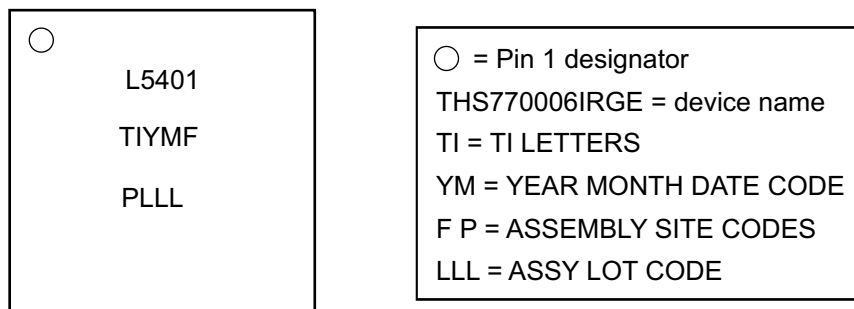 L5401
TIYMF
PLLL
○ = Pin 1 designator
THS770006IRGE = device name
TI = TI LETTERS
YM = YEAR MONTH DATE CODE
F P = ASSEMBLY SITE CODES
LLL = ASSY LOT CODE